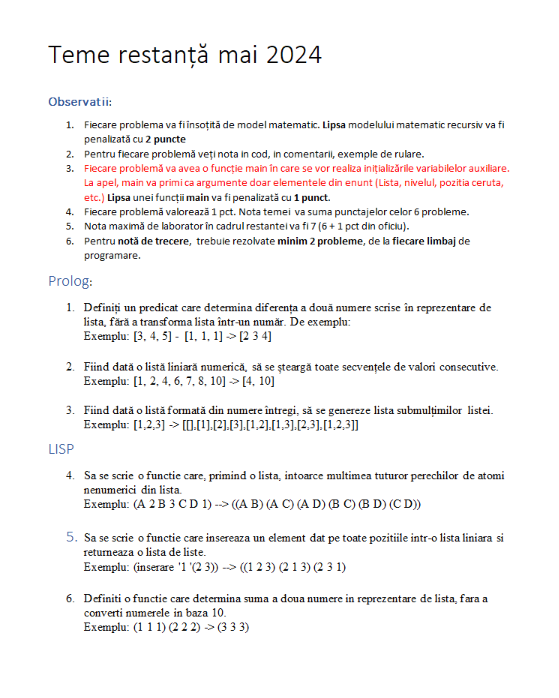 Teme restanță mai 2024
Observatii:
1. Fiecare problema va fi însoțită de model matematic. Lipsa modelului matematic recursiv va fi
penalizată cu 2 puncte
2. Pentru fiecare problemă veți nota in cod, in comentarii, exemple de rulare.
3. Fiecare problemă va avea o funcție main în care se vor realiza inițializările variabilelor auxiliare.
La apel, main va primi ca argumente doar elementele din enunt (Lista, nivelul, pozitia ceruta,
etc.) Lipsa unei funcții main va fi penalizată cu 1 punct.
4. Fiecare problemă valorează 1 pct. Nota temei va suma punctajelor celor 6 probleme.
5. Nota maximă de laborator în cadrul restantei va fi 7 (6 + 1 pct din oficiu).
6. Pentru notă de trecere, trebuie rezolvate minim 2 probleme, de la fiecare limbaj de
programare.
Prolog:
1. Definiți un predicat care determina diferența a două numere scrise în reprezentare de
lista, fără a transforma lista într-un număr. De exemplu:
Exemplu: [3, 4, 5] - [1, 1, 1] -> [2 3 4]
2. Fiind dată o listă liniară numerică, să se șteargă toate secvențele de valori consecutive.
Exemplu: [1, 2, 4, 6, 7, 8, 10] -> [4, 10]
3. Fiind dată o listă formată din numere întregi, să se genereze lista submulțimilor listei.
Exemplu: [1,2,3] -> [[],[1],[2],[3],[1,2],[1,3],[2,3],[1,2,3]]
LISP
4. Sa se scrie o functie care, primind o lista, intoarce multimea tuturor perechilor de atomi
nenumerici din lista.
Exemplu: (A 2 B 3 C D 1) --> ((A B) (A C) (A D) (B C) (B D) (C D))
5. Sa se scrie o functie care insereaza un element dat pe toate pozitiile intr-o lista liniara si
returneaza o lista de liste.
Exemplu: (inserare '1 '(2 3)) --> ((1 2 3) (2 1 3) (2 3 1)
6. Definiti o functie care determina suma a doua numere in reprezentare de lista, fara a
converti numerele in baza 10.
Exemplu: (1 1 1) (2 2 2) -> (3 3 3)